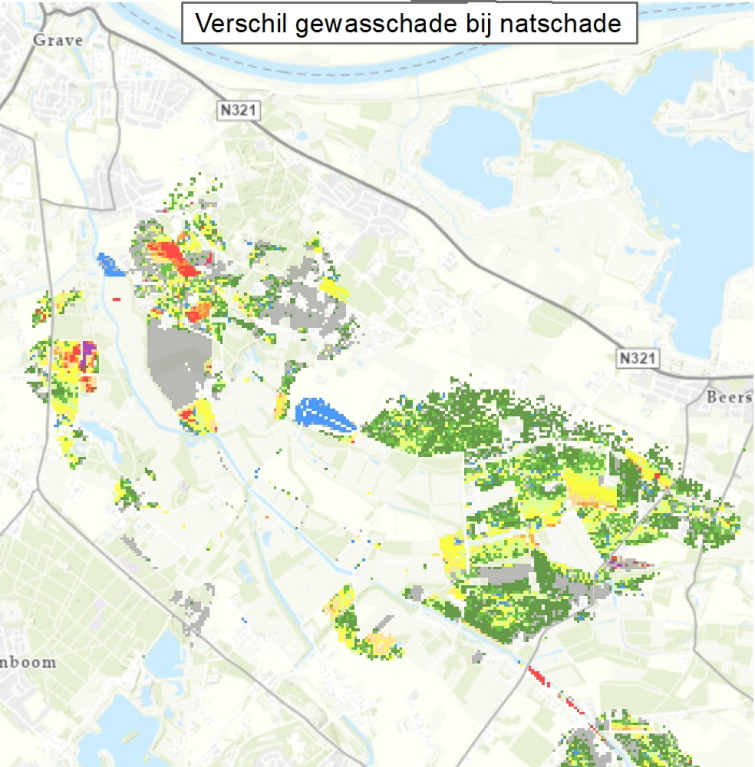 Verschil gewasschade bij natschade
Grave
N321
N321
Beers
nboom